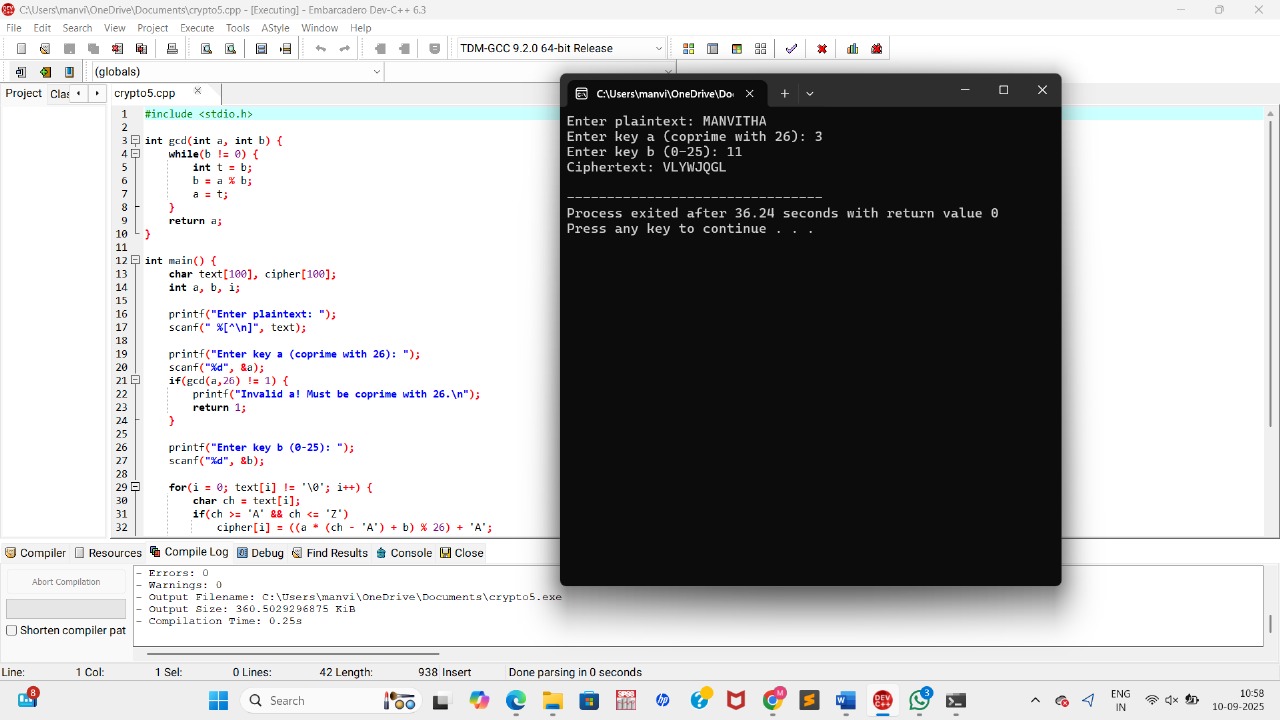 C:\Users\manvi\OneDrive\Documents\crypto5.cpp - [Executing] - Embarcadero Dev-C++ 6.3
File Edit Search View Project Execute Tools AStyle Window Help
TDM-GCC 9.2.0 64-bit Release
(globals)
Project Clas crypto5.cpp
1 #include <stdio.h>
2
3 int gcd(int a, int b) {
4 while(b != 0) {
5 int t = b;
6 b = a % b;
7 a = t;
8 }
9 return a;
10 }
11
12 int main() {
13 char text[100], cipher[100];
14 int a, b, i;
15
16 printf("Enter plaintext: ");
17 scanf(" %[^\n]", text);
18
19 printf("Enter key a (coprime with 26): ");
20 scanf("%d", &a);
21 if(gcd(a,26) != 1) {
22 printf("Invalid a! Must be coprime with 26.\n");
23 return 1;
24 }
25
26 printf("Enter key b (0-25): ");
27 scanf("%d", &b);
28
29 for(i = 0; text[i] != '\0'; i++) {
30 char ch = text[i];
31 if(ch >= 'A' && ch <= 'Z')
32 cipher[i] = ((a * (ch - 'A') + b) % 26) + 'A';
C:\Users\manvi\OneDrive\Do
Enter plaintext: MANVITHA
Enter key a (coprime with 26): 3
Enter key b (0-25): 11
Ciphertext: VLYWJQGL
--------------------------------
Process exited after 36.24 seconds with return value 0
Press any key to continue . . .
Compiler Resources Compile Log Debug Find Results Console Close
Abort Compilation
Shorten compiler pat
- Errors: 0
- Warnings: 0
- Output Filename: C:\Users\manvi\OneDrive\Documents\crypto5.exe
- Output Size: 360.5029296875 KiB
- Compilation Time: 0.25s
Line: 1 Col: 1 Sel: 0 Lines: 42 Length: 938 Insert Done parsing in 0 seconds
8
Search
hp
M
DEV C++
3
ENG
IN
10:58
10-09-2025